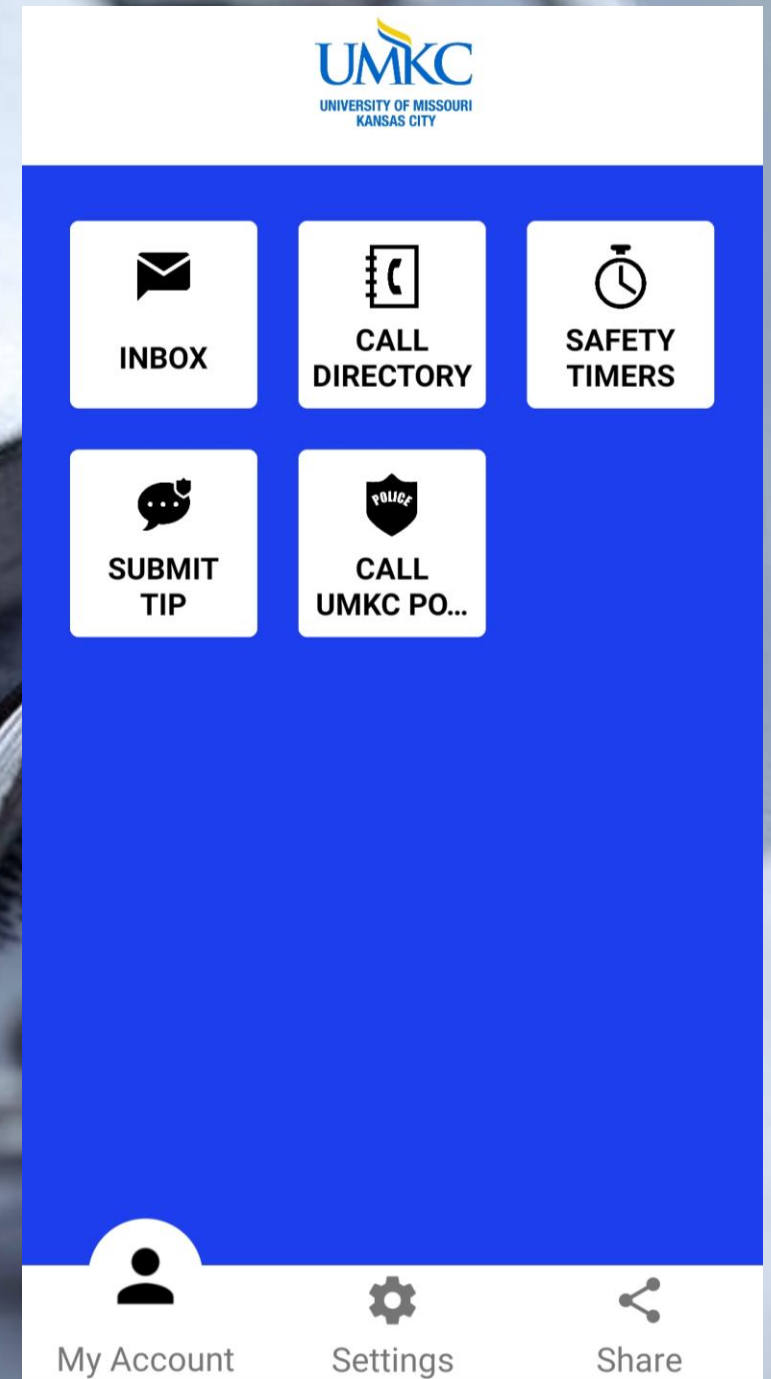 UMKC
UNIVERSITY OF MISSOURI
KANSAS CITY
INBOX
CALL
DIRECTORY
SAFETY
TIMERS
SUBMIT
TIP
POLICE
CALL
UMKC PO...
My Account
Settings
Share